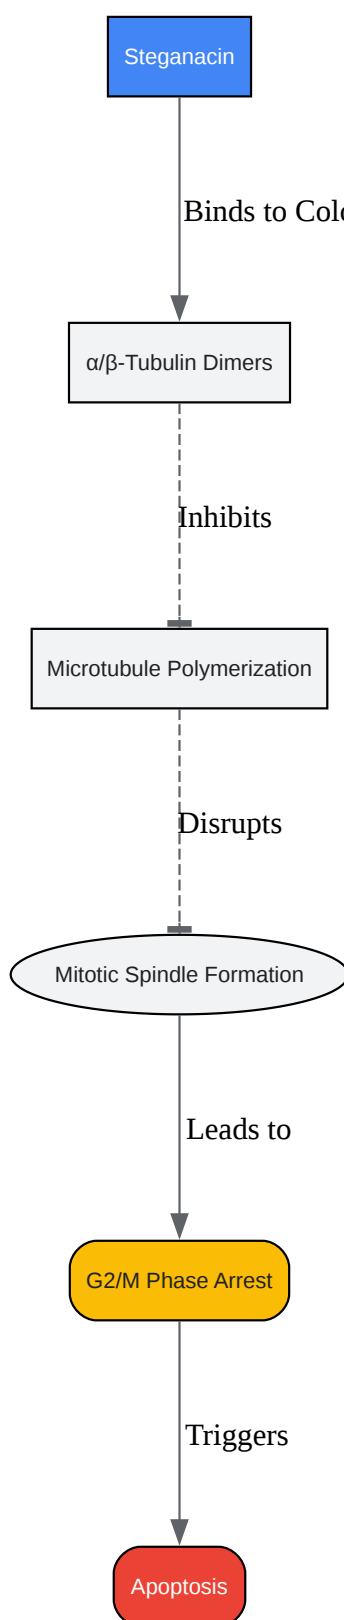 Steganacin
Binds to
α/β-Tubulin Dimers
Inhibits
Microtubule Polymerization
Disrupts
Mitotic Spindle Formation
Leads to
G2/M Phase Arrest
Triggers
Apoptosis